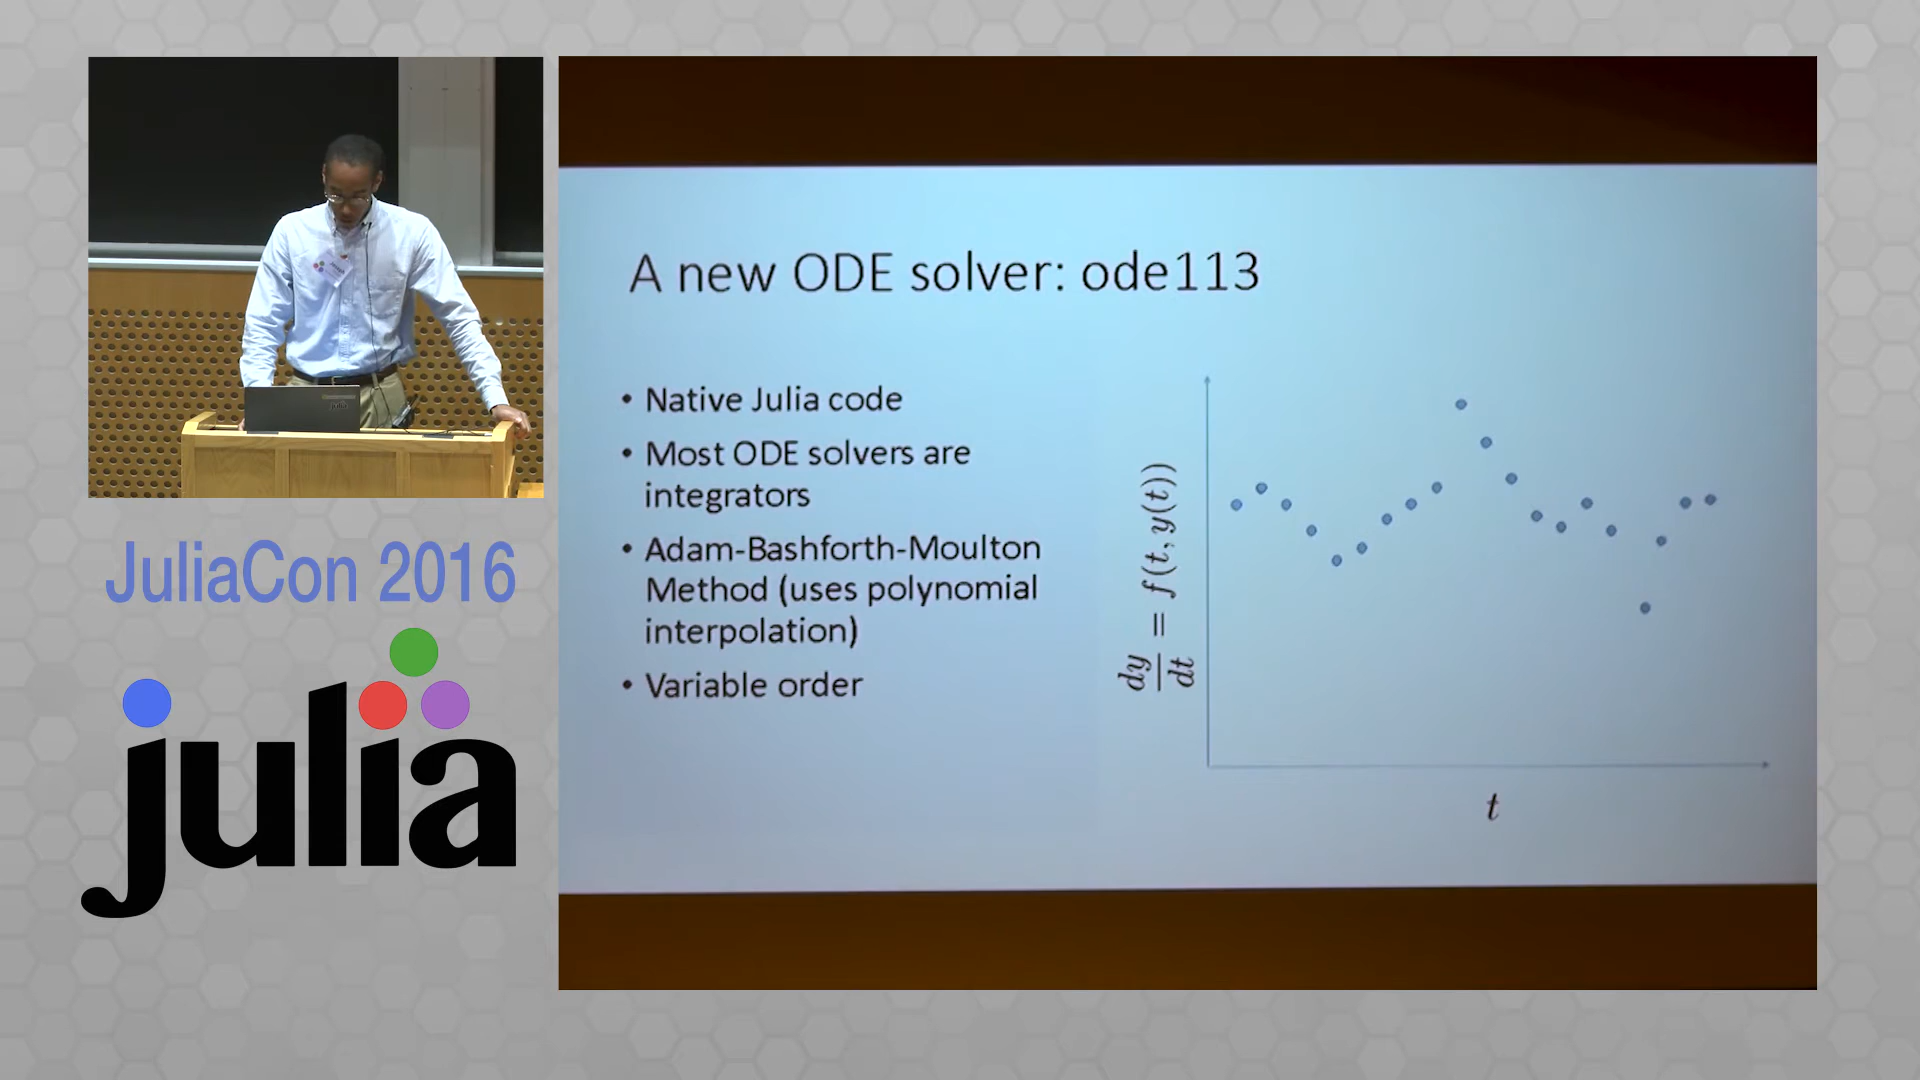 A new ODE solver: ode113
• Native Julia code
• Most ODE solvers are
integrators
• Adam-Bashforth-Moulton
Method (uses polynomial
interpolation)
• Variable order
dy/dt = f(t, y(t))
t
JuliaCon 2016
julia